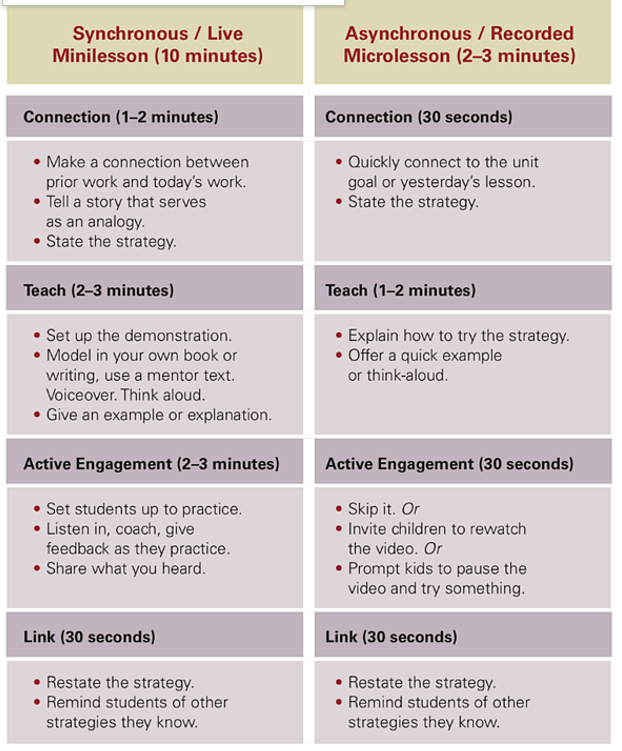 Synchronous / Live
Minilesson (10 minutes)
Asynchronous / Recorded
Microlesson (2–3 minutes)
Connection (1–2 minutes)
• Make a connection between
prior work and today's work.
• Tell a story that serves
as an analogy.
• State the strategy.
Connection (30 seconds)
• Quickly connect to the unit
goal or yesterday's lesson.
• State the strategy.
Teach (2–3 minutes)
• Set up the demonstration.
• Model in your own book or
writing, use a mentor text.
Voiceover. Think aloud.
• Give an example or explanation.
Teach (1–2 minutes)
• Explain how to try the strategy.
• Offer a quick example
or think-aloud.
Active Engagement (2–3 minutes)
• Set students up to practice.
• Listen in, coach, give
feedback as they practice.
• Share what you heard.
Active Engagement (30 seconds)
• Skip it. Or
• Invite children to rewatch
the video. Or
• Prompt kids to pause the
video and try something.
Link (30 seconds)
• Restate the strategy.
• Remind students of other
strategies they know.
Link (30 seconds)
• Restate the strategy.
• Remind students of other
strategies they know.